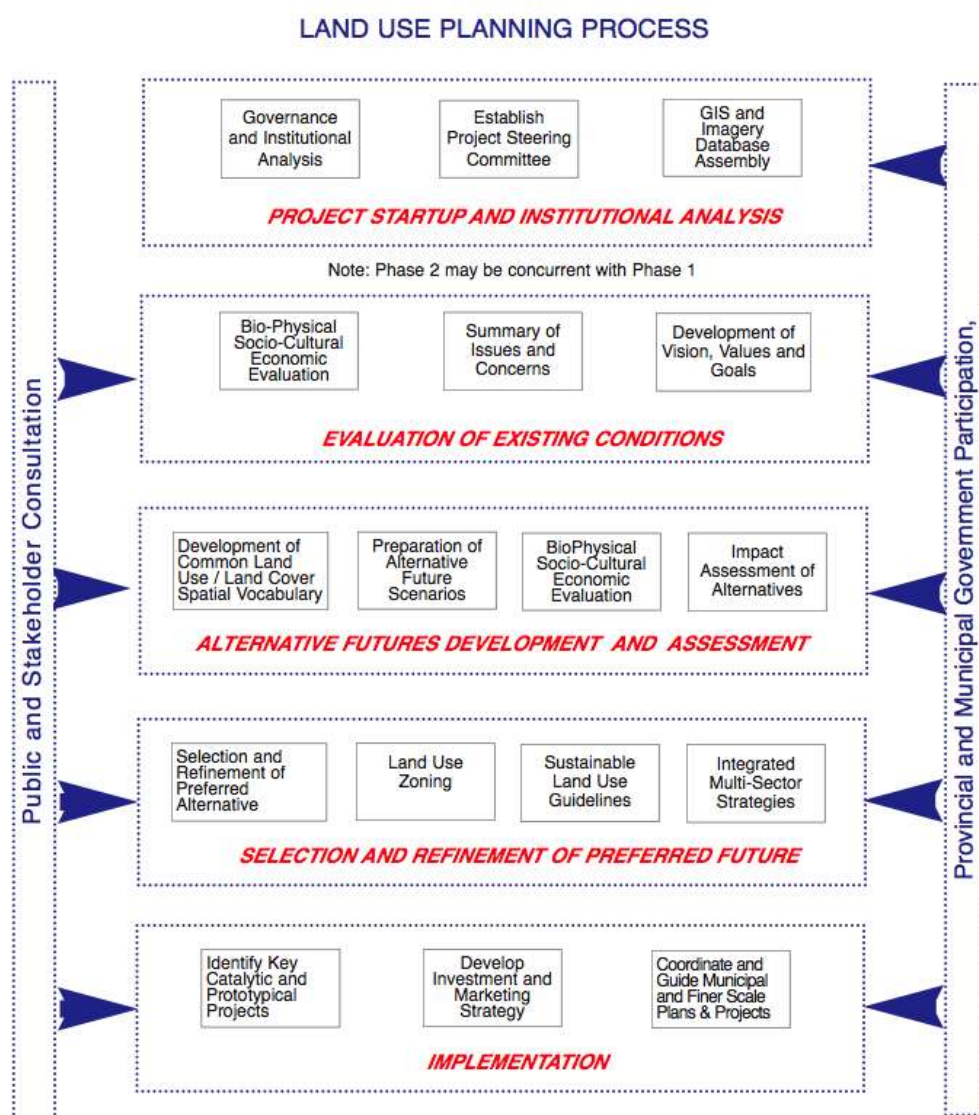 LAND USE PLANNING PROCESS
Public and Stakeholder Consultation
Provincial and Municipal Government Participation,
Governance
and Institutional
Analysis
Establish
Project Steering
Committee
GIS and
Imagery
Database
Assembly
PROJECT STARTUP AND INSTITUTIONAL ANALYSIS
Note: Phase 2 may be concurrent with Phase 1
Bio-Physical
Socio-Cultural
Economic
Evaluation
Summary of
Issues and
Concerns
Development of
Vision, Values and
Goals
EVALUATION OF EXISTING CONDITIONS
Development of
Common Land
Use / Land Cover
Spatial Vocabulary
Preparation of
Alternative
Future
Scenarios
BioPhysical
Socio-Cultural
Economic
Evaluation
Impact
Assessment of
Alternatives
ALTERNATIVE FUTURES DEVELOPMENT AND ASSESSMENT
Selection and
Refinement of
Preferred
Alternative
Land Use
Zoning
Sustainable
Land Use
Guidelines
Integrated
Multi-Sector
Strategies
SELECTION AND REFINEMENT OF PREFERRED FUTURE
Identify Key
Catalytic and
Prototypical
Projects
Develop
Investment and
Marketing
Strategy
Coordinate and
Guide Municipal
and Finer Scale
Plans & Projects
IMPLEMENTATION